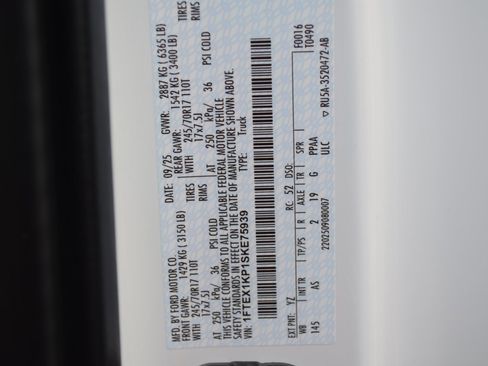 MFD. BY FORD MOTOR CO.
DATE: 09/25 GVWR: 2887 KG ( 6365 LB)
FRONT GAWR: 1429 KG ( 3150 LB) REAR GAWR: 1542 KG ( 3400 LB)
WITH 245/70R17 110T TIRES WITH 245/70R17 110T TIRES
17x7.5J RIMS 17x7.5J RIMS
AT 250 kPa/ 36 PSI COLD AT 250 kPa/ 36 PSI COLD
THIS VEHICLE CONFORMS TO ALL APPLICABLE FEDERAL MOTOR VEHICLE
SAFETY STANDARDS IN EFFECT ON THE DATE OF MANUFACTURE SHOWN ABOVE.
VIN: 1FTEX1KP1SKE75939 TYPE: Truck
F0016
T0490
EXT PNT: YZ RC: 52 DSO:
WB INT TR TP/PS R AXLE TR SPR
145 AS 2 19 G PPAA
ULC
22025090B0007 ▽ RU5A-3520472-AB